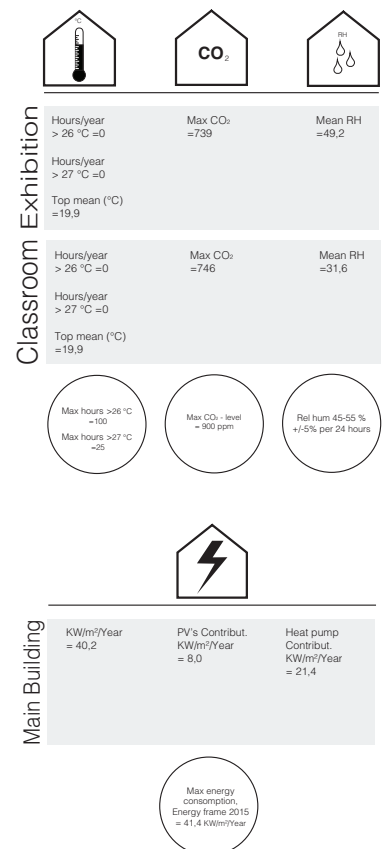 °C
CO₂
RH
Exhibition
Hours/year
> 26 °C =0
Hours/year
> 27 °C =0
Top mean (°C)
=19,9
Max CO₂
=739
Mean RH
=49,2
Classroom
Hours/year
> 26 °C =0
Hours/year
> 27 °C =0
Top mean (°C)
=19,9
Max CO₂
=746
Mean RH
=31,6
Max hours >26 °C
=100
Max hours >27 °C
=25
Max CO₂ - level
= 900 ppm
Rel hum 45-55 %
+/-5% per 24 hours
Main Building
KW/m²/Year
= 40,2
PV's Contribut.
KW/m²/Year
= 8,0
Heat pump
Contribut.
KW/m²/Year
= 21,4
Max energy
consomption,
Energy frame 2015
= 41,4 KW/m²/Year